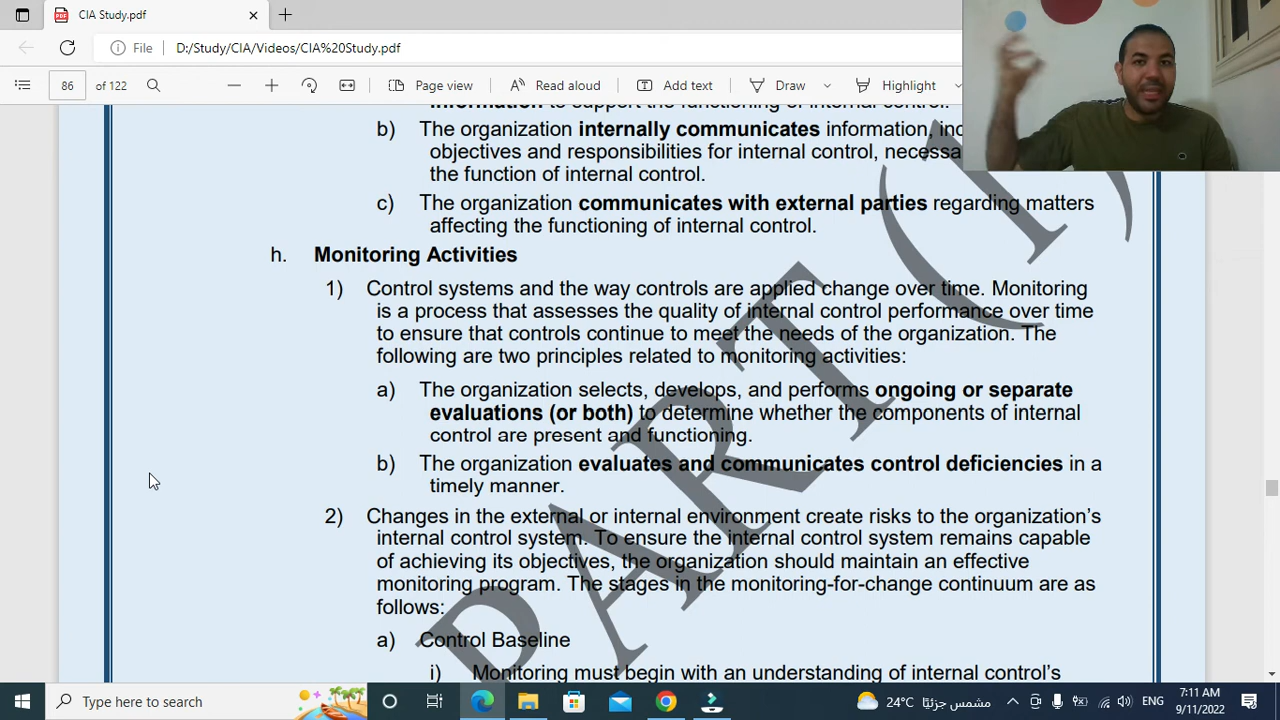 CIA Study.pdf
File
D:/Study/CIA/Videos/CIA%20Study.pdf
86
of 122
Page view
Read aloud
Add text
Draw
Highlight
information to support the functioning of internal control.
b) The organization internally communicates information, inc
objectives and responsibilities for internal control, necessa
the function of internal control.
c) The organization communicates with external parties regarding matters
affecting the functioning of internal control.
h. Monitoring Activities
1) Control systems and the way controls are applied change over time. Monitoring
is a process that assesses the quality of internal control performance over time
to ensure that controls continue to meet the needs of the organization. The
following are two principles related to monitoring activities:
a) The organization selects, develops, and performs ongoing or separate
evaluations (or both) to determine whether the components of internal
control are present and functioning.
b) The organization evaluates and communicates control deficiencies in a
timely manner.
2) Changes in the external or internal environment create risks to the organization's
internal control system. To ensure the internal control system remains capable
of achieving its objectives, the organization should maintain an effective
monitoring program. The stages in the monitoring-for-change continuum are as
follows:
a) Control Baseline
i) Monitoring must begin with an understanding of internal control's
PART (I)
Type here to search
24°C مشمس جزئيًا
ENG
7:11 AM
9/11/2022